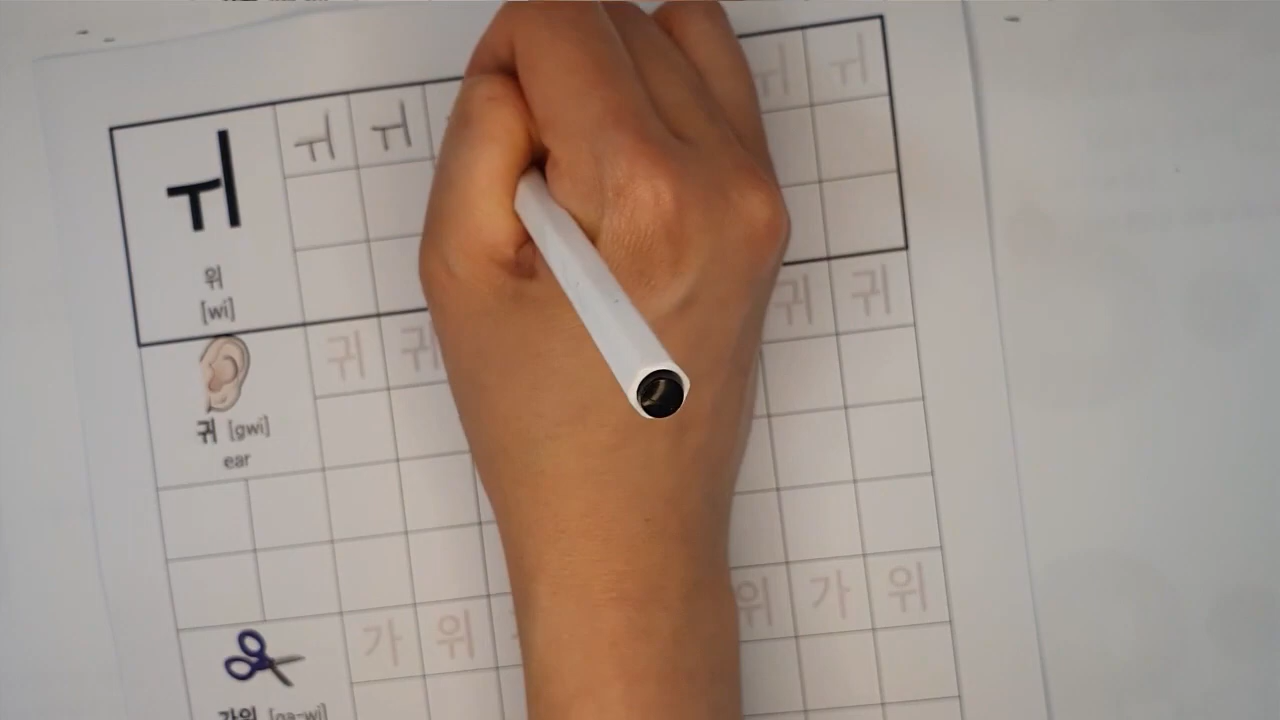 ㅟ ㅟ ㅟ ㅟ ㅟ
위
[wi]
귀 귀 귀 귀
귀 [gwi]
ear
가 위 위 가 위
가위 [ga-wi]